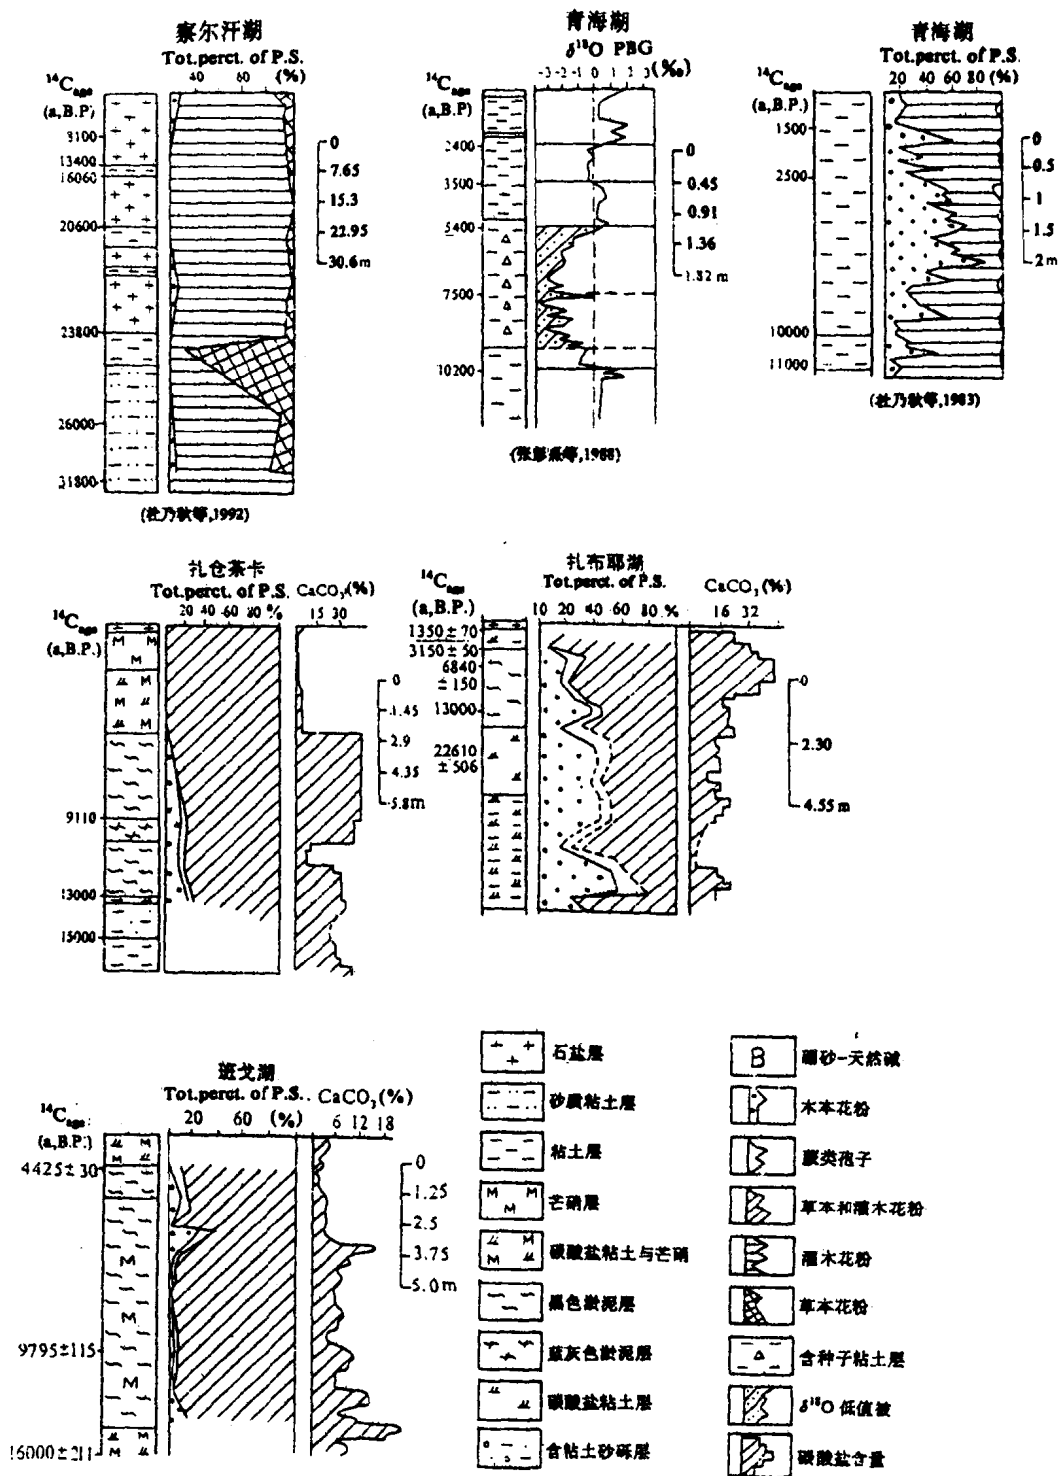 察尔汗湖
Tot.perct. of P.S.
40 60 (%)
14C age
(a,B.P)
3100
13400
16060
20600
23800
26000
31800
0
7.65
15.3
22.95
30.6m
(杜乃秋等,1992)
青海湖
δ18O PBG
-3-2-1 0 1 2 3 (‰)
14C age
(a,B.P)
2400
3500
5400
7500
10200
0
0.45
0.91
1.36
1.82 m
青海湖
Tot.perct. of P.S.
20 40 60 80 (%)
14C age
(a,B.P.)
1500
2500
10000
11000
0
0.5
1
1.5
2m
(杜乃秋等,1983)
扎仓茶卡
Tot.perct. of P.S. CaCO3(%)
20 40 60 80 % 15 30
14C age
(a,B.P.)
9110
13000
15000
0
1.45
2.9
4.35
5.8m
扎布耶湖
Tot.perct. of P.S. CaCO3(%)
10 20 40 80 % 16 32
14C age
(a,B.P.)
1350±70
3150±50
6840
±150
13000
22610
±506
0
2.30
4.55 m
班戈湖
Tot.perct. of P.S. CaCO3(%)
20 60 (%) 6 12 18
14C age
(a,B.P.)
4425±30
9795±115
16000±211
0
1.25
2.5
3.75
5.0m
石盐层
砂质粘土层
粘土层
芒硝层
碳酸盐粘土与芒硝
黑色淤泥层
蓝灰色淤泥层
碳酸盐粘土层
含粘土砂砾层
B 硼砂-天然碱
木本花粉
蕨类孢子
草本和灌木花粉
灌木花粉
草本花粉
含种子粘土层
δ18O 低值被
碳酸盐含量